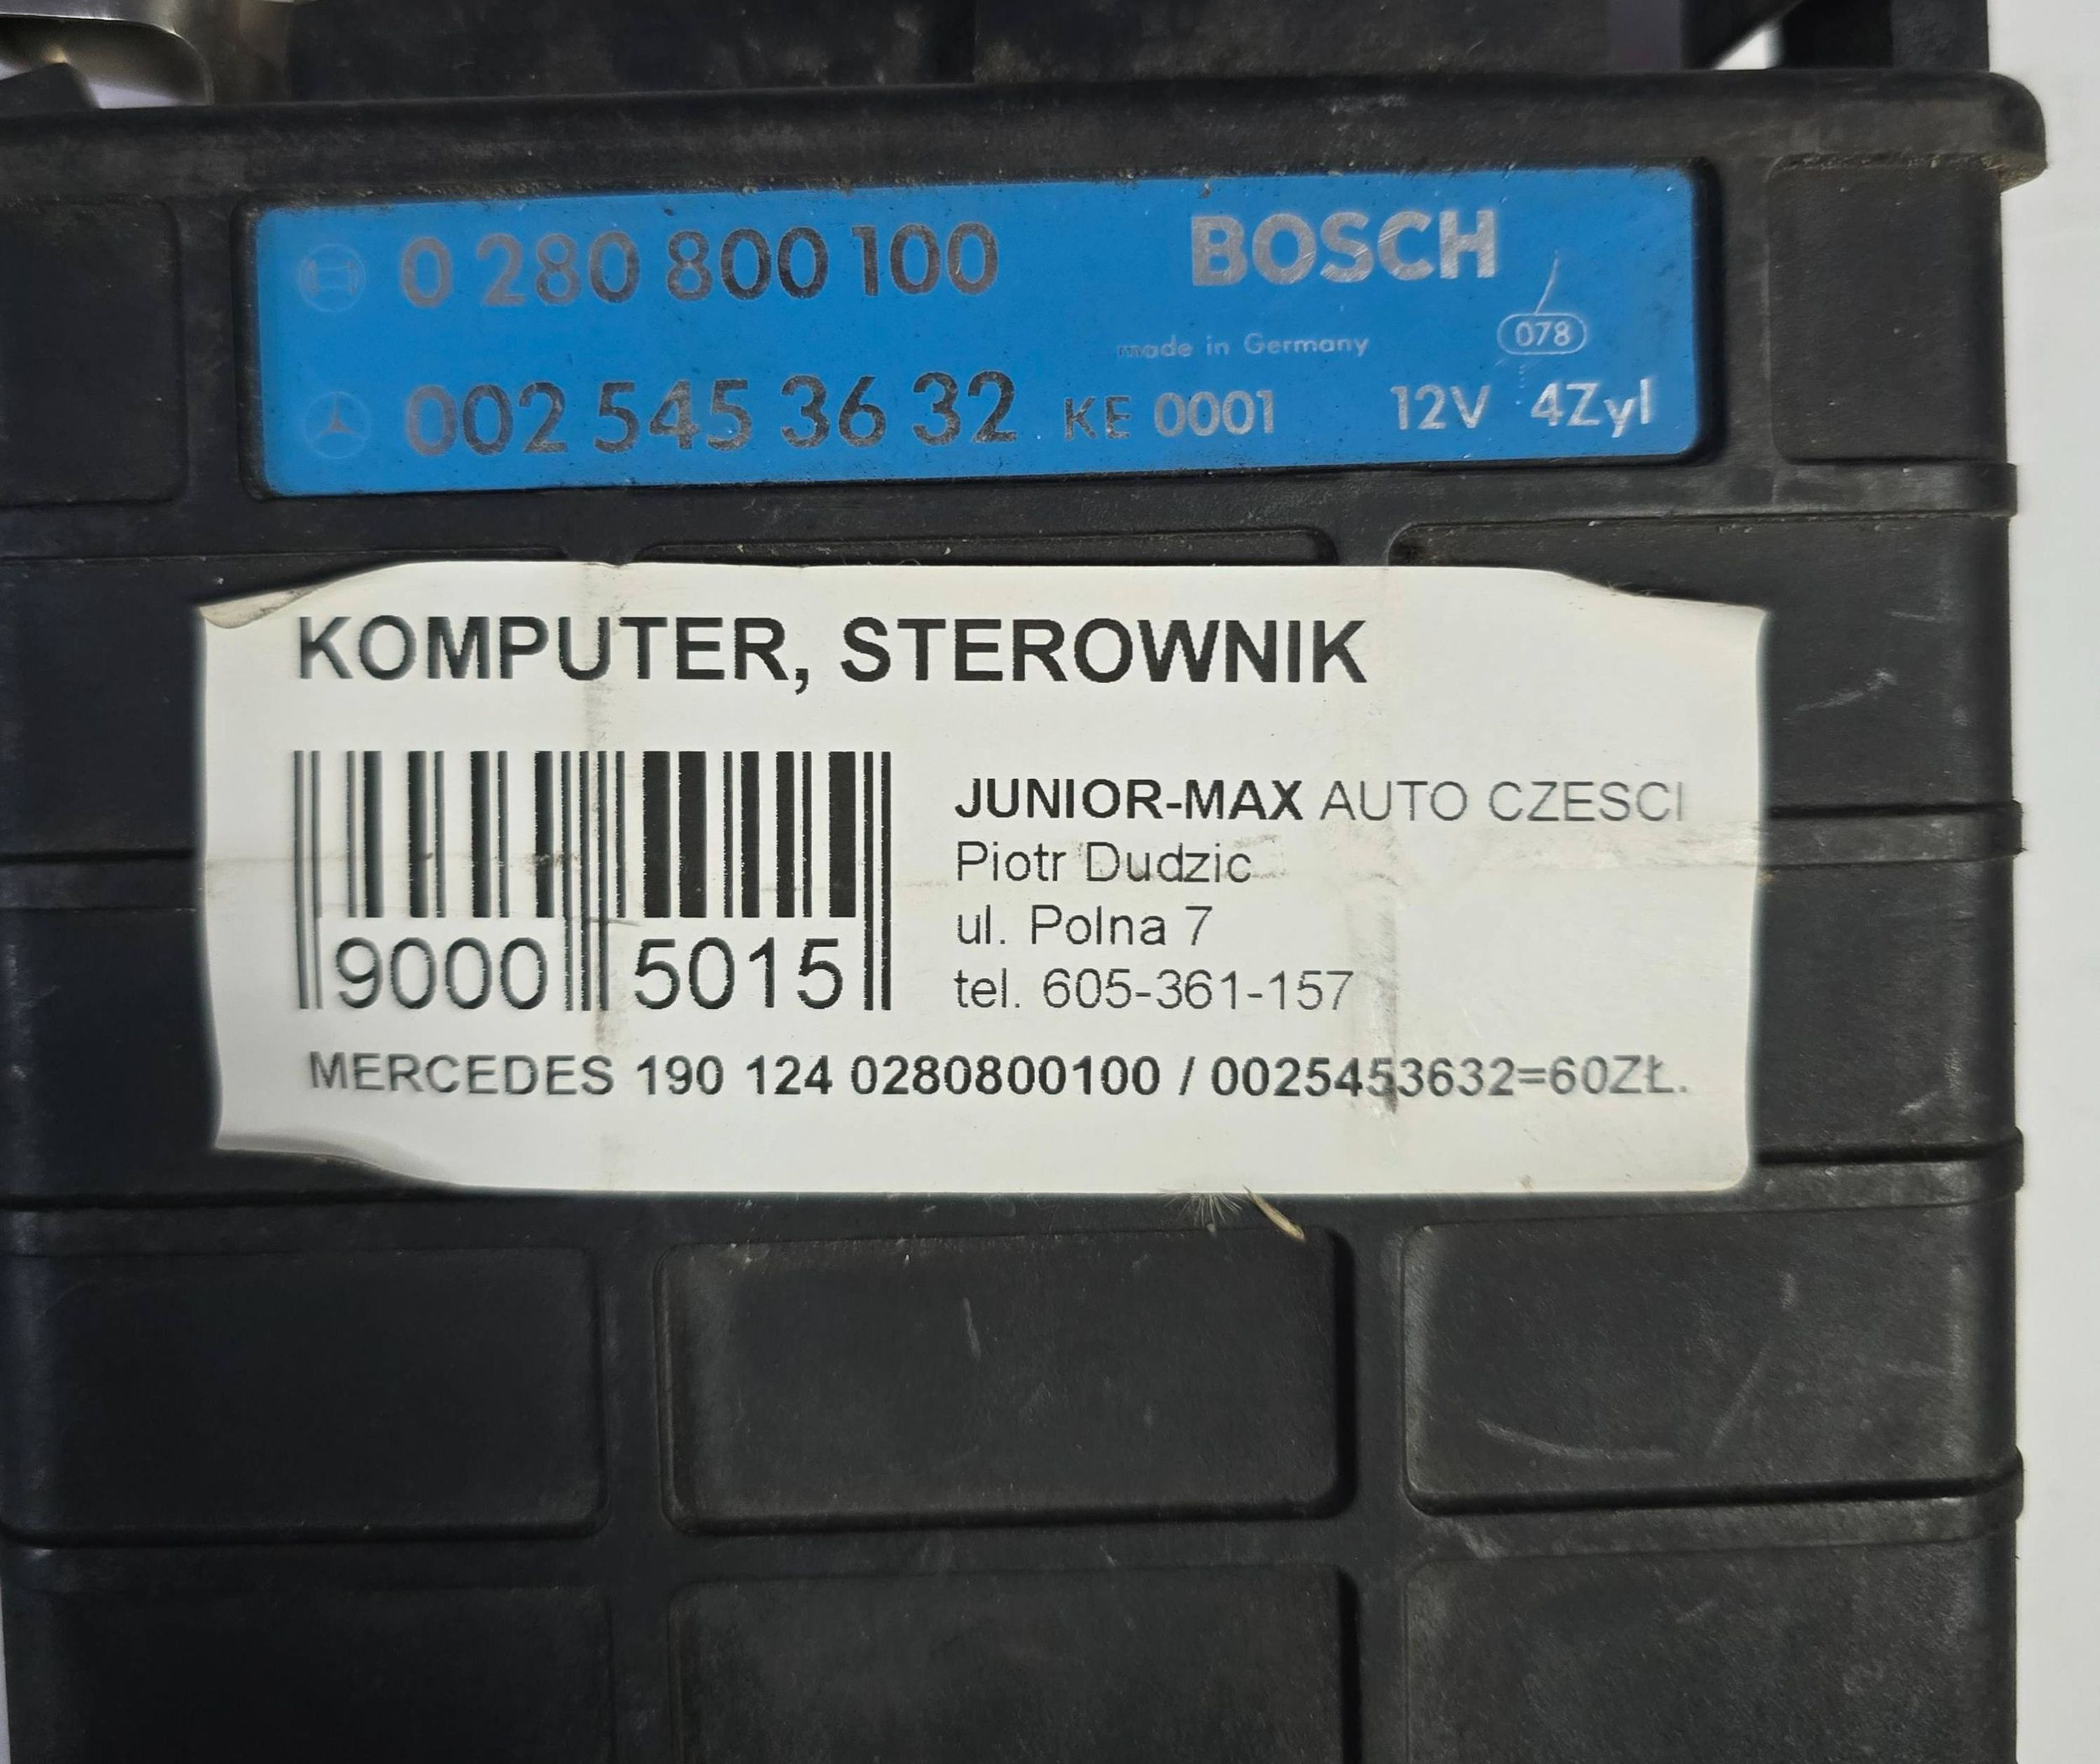 0 280 800 100 BOSCH
made in Germany 078
002 545 36 32 KE 0001 12V 4Zyl
KOMPUTER, STEROWNIK
JUNIOR-MAX AUTO CZESCI
Piotr Dudzic
ul. Polna 7
9000 5015 tel. 605-361-157
MERCEDES 190 124 0280800100 / 0025453632=60ZŁ.